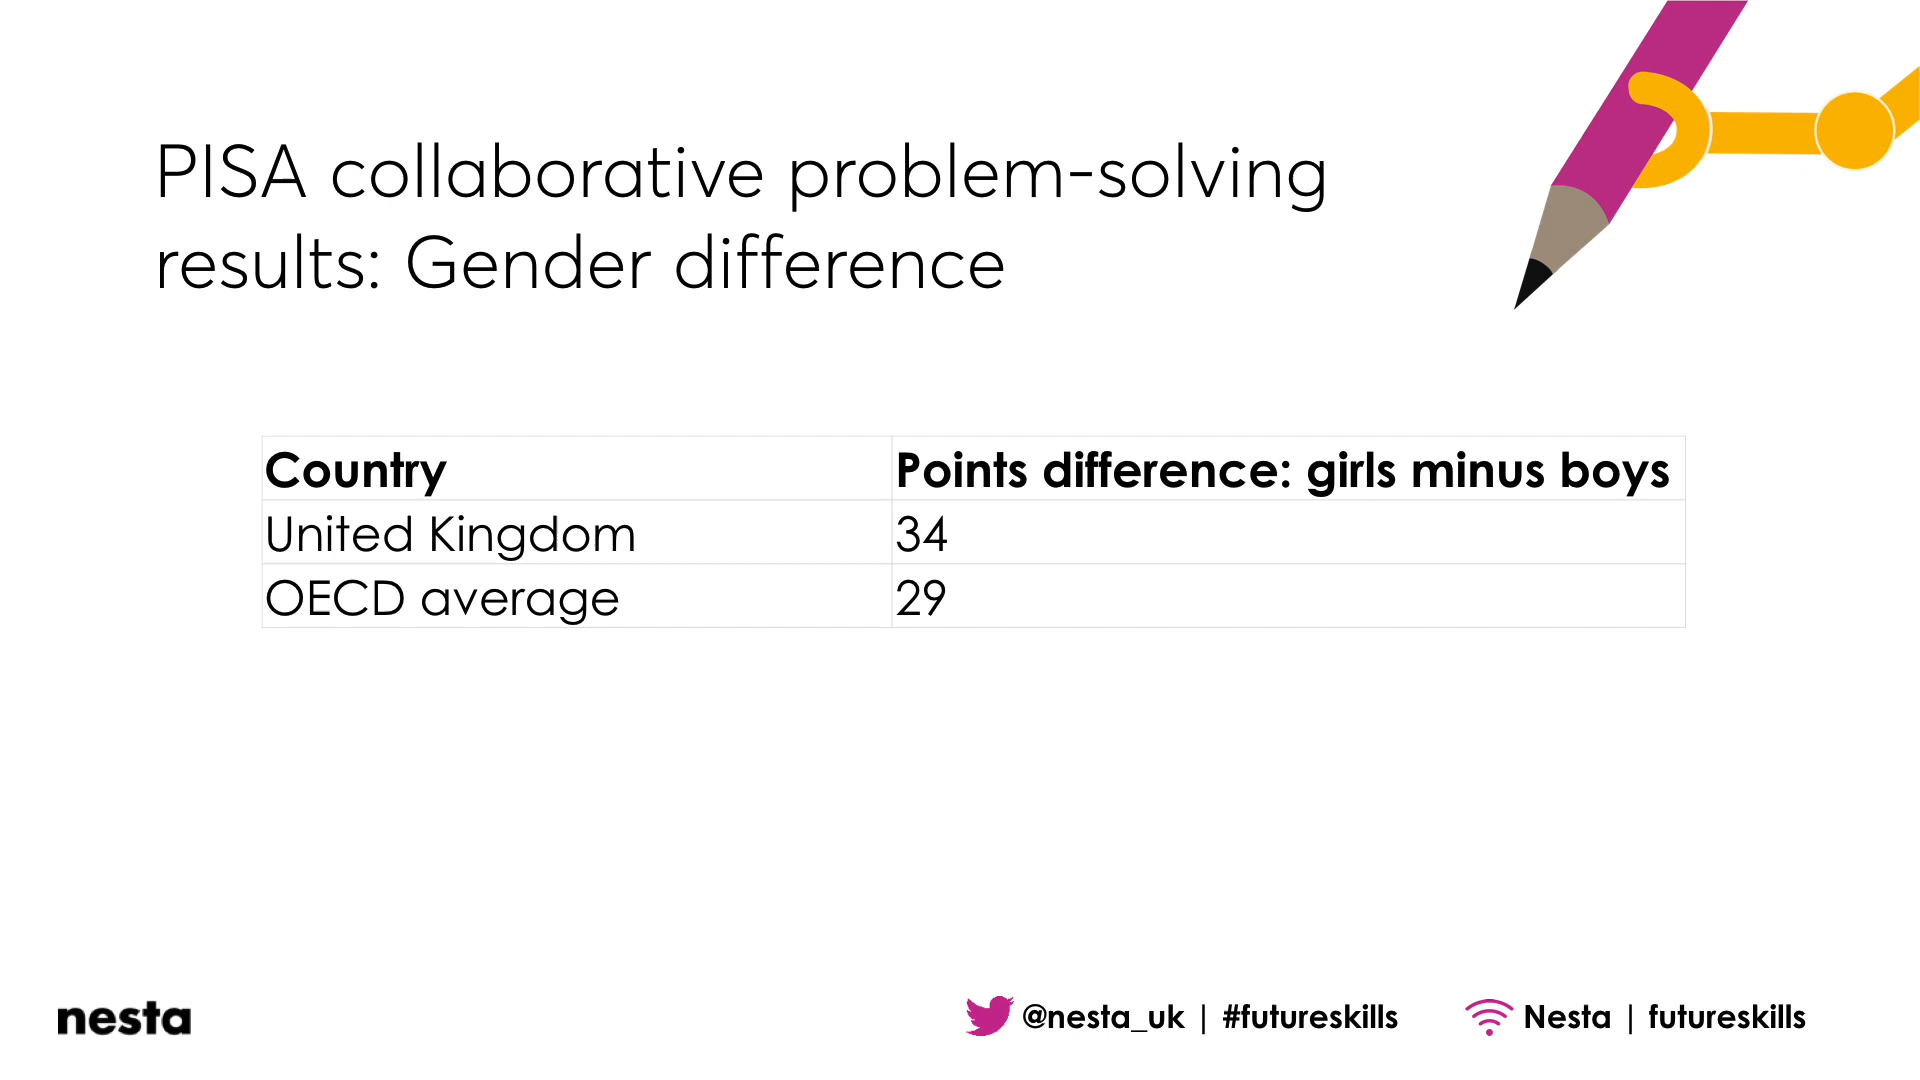 PISA collaborative problem-solving
results: Gender difference
Country Points difference: girls minus boys
United Kingdom 34
OECD average 29
nesta @nesta_uk | #futureskills Nesta | futureskills